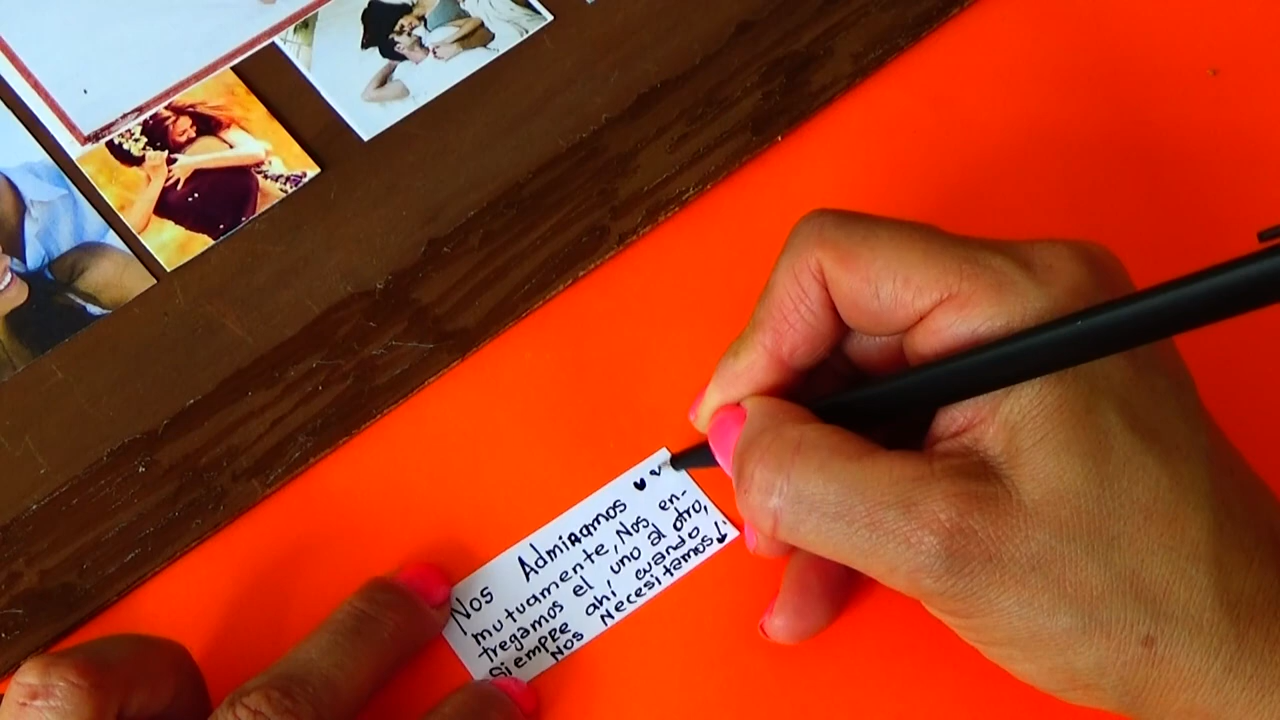 Nos Admiramos
mutuamente, Nos en-
tregamos el uno al otro,
Siempre ahí, cuando
Nos Necesitamos